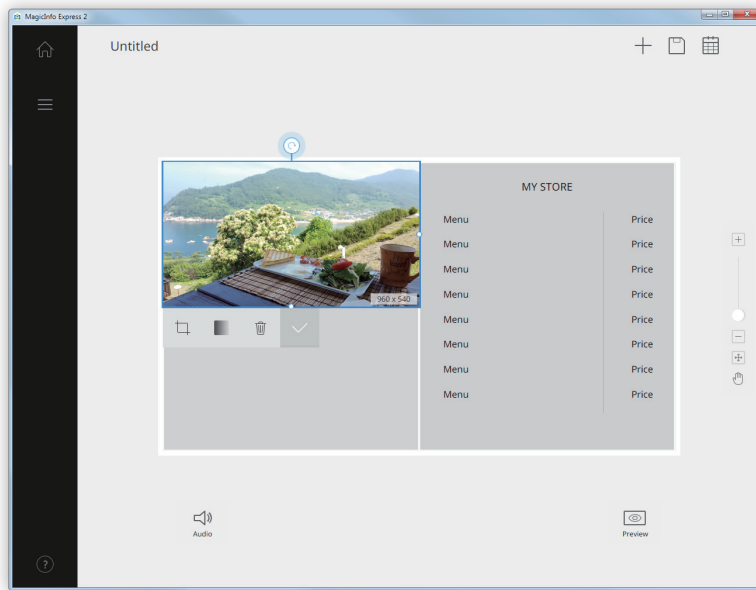 MagicInfo Express 2
Untitled
960 x 540
MY STORE
Menu Price
Menu Price
Menu Price
Menu Price
Menu Price
Menu Price
Menu Price
Menu Price
Audio
Preview
?